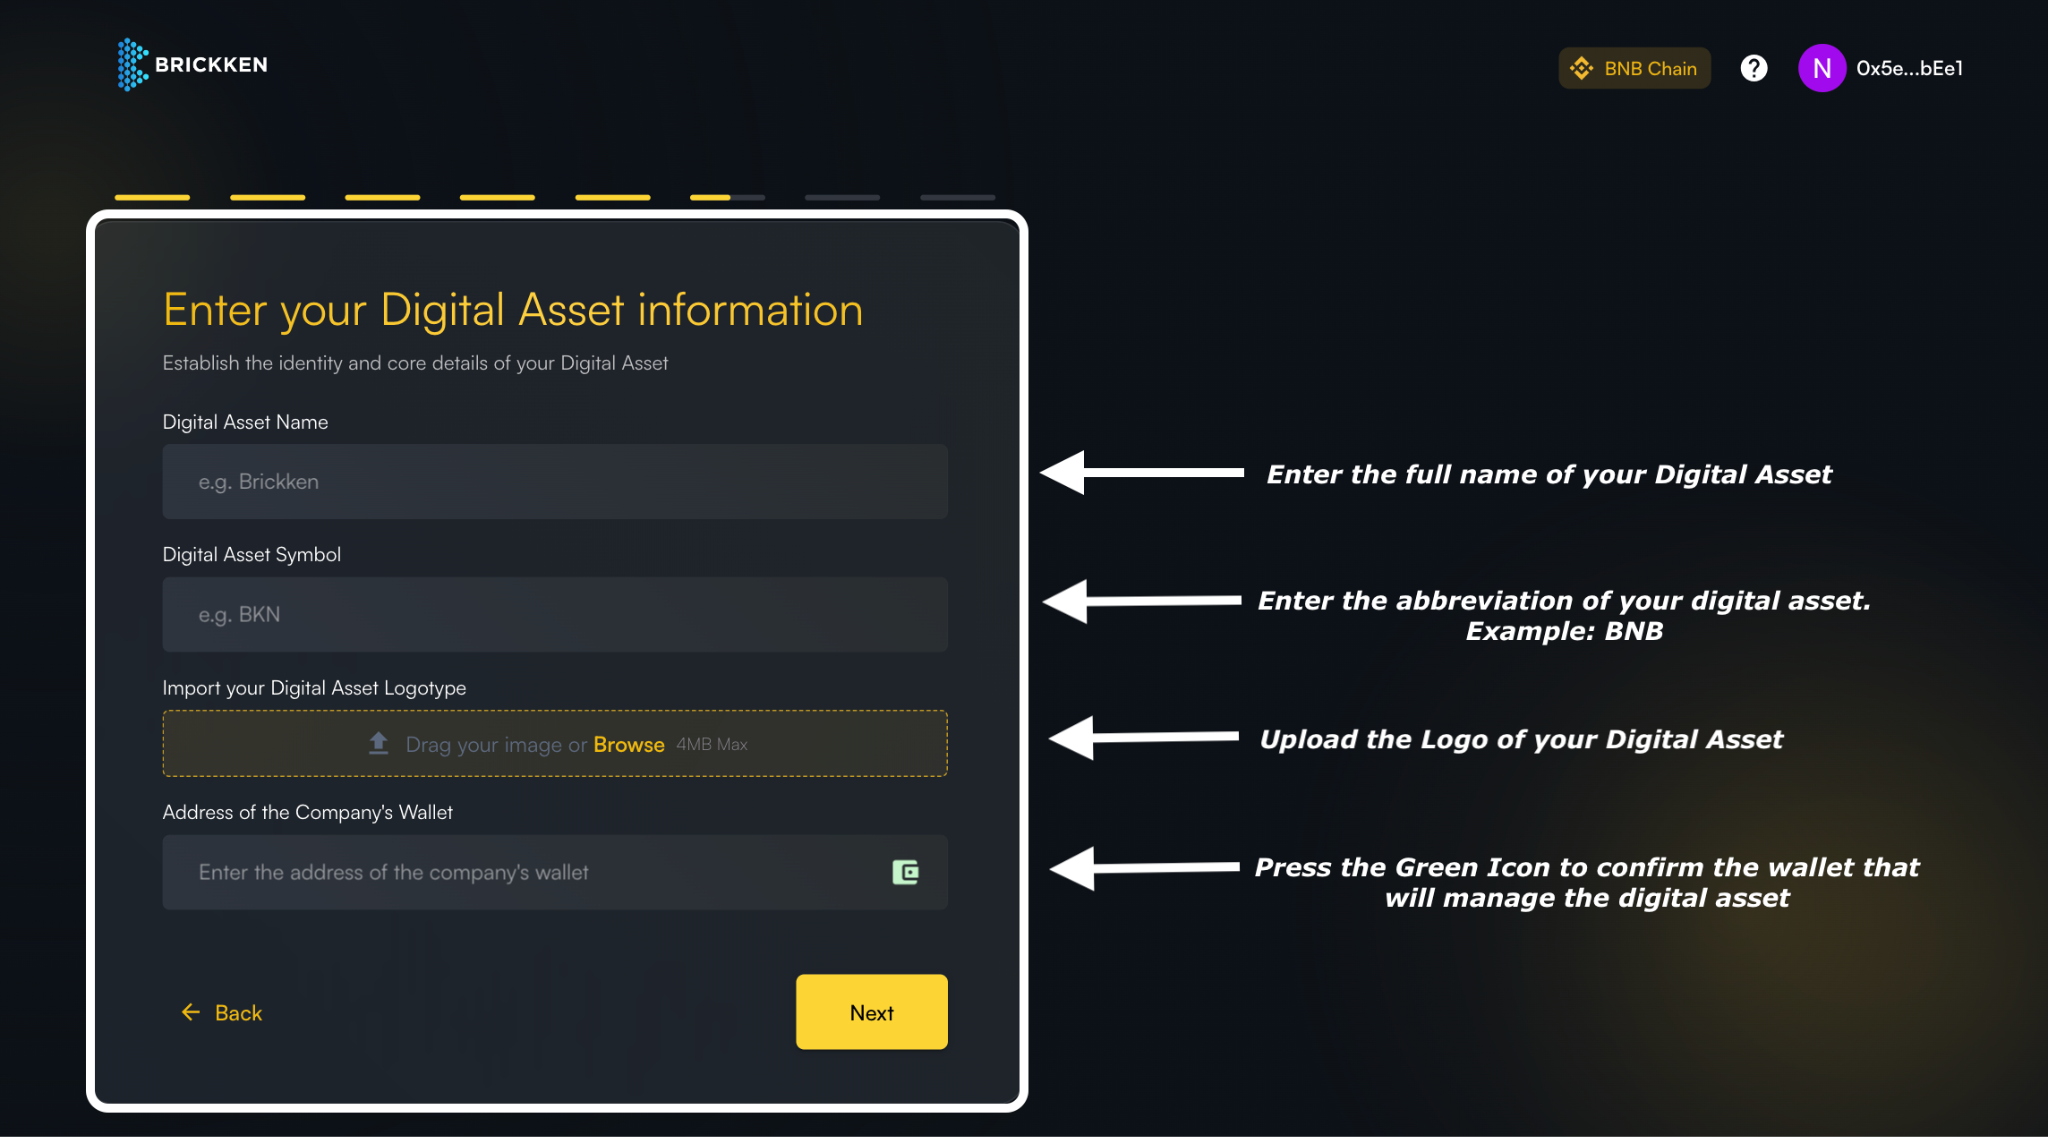 BRICKKEN
BNB Chain
?
N
0x5e...bEe1
Enter your Digital Asset information
Establish the identity and core details of your Digital Asset
Digital Asset Name
e.g. Brickken
Enter the full name of your Digital Asset
Digital Asset Symbol
e.g. BKN
Enter the abbreviation of your digital asset.
Example: BNB
Import your Digital Asset Logotype
Drag your image or Browse 4MB Max
Upload the Logo of your Digital Asset
Address of the Company's Wallet
Enter the address of the company's wallet
Press the Green Icon to confirm the wallet that
will manage the digital asset
Back
Next